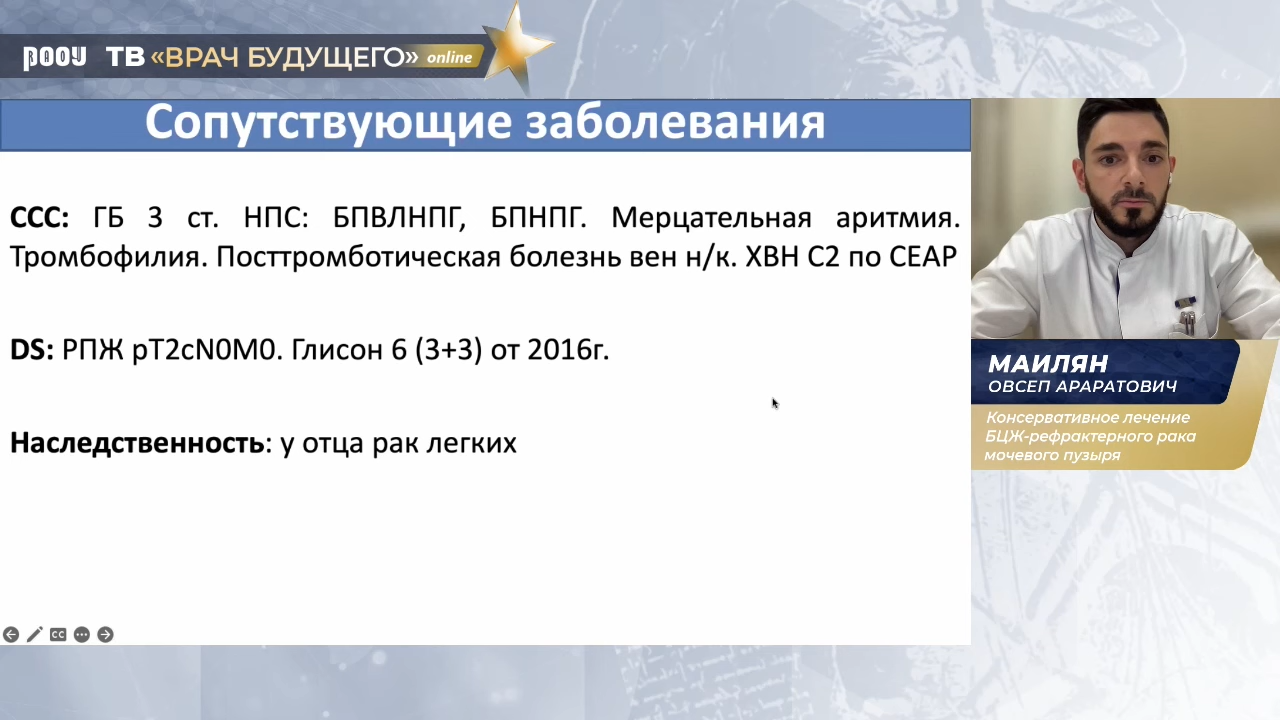 РООУ ТВ «ВРАЧ БУДУЩЕГО» online
Сопутствующие заболевания
ССС: ГБ 3 ст. НПС: БПВЛНПГ, БПНПГ. Мерцательная аритмия.
Тромбофилия. Посттромботическая болезнь вен н/к. ХВН С2 по СЕАР
DS: РПЖ pT2cN0M0. Глисон 6 (3+3) от 2016г.
Наследственность: у отца рак легких
МАИЛЯН
ОВСЕП АРАРАТОВИЧ
Консервативное лечение
БЦЖ-рефрактерного рака
мочевого пузыря
CC